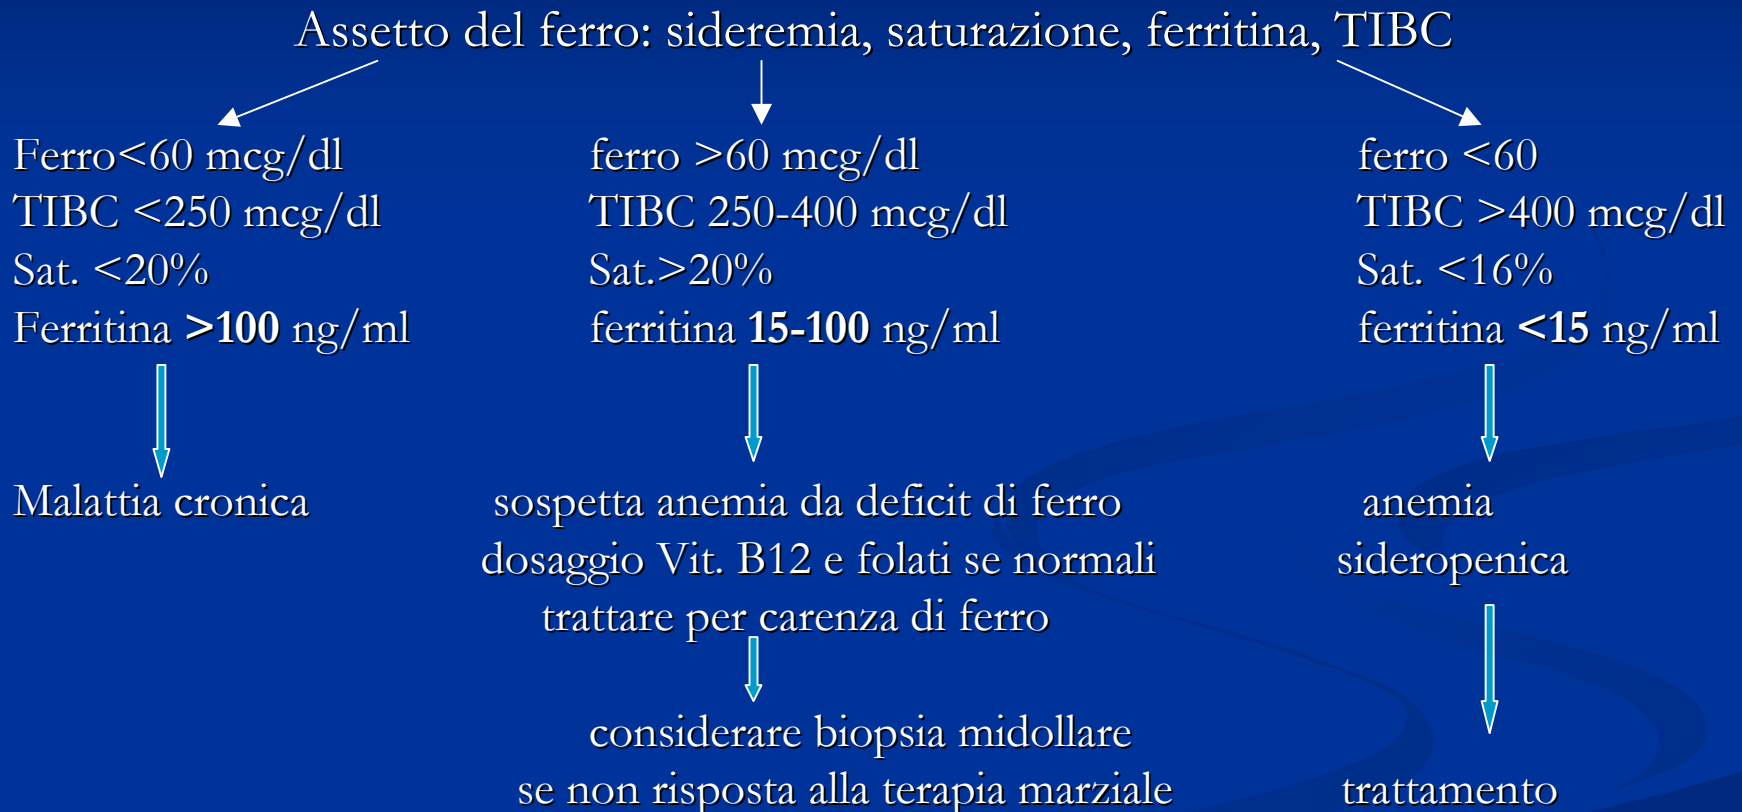 Assetto del ferro: sideremia, saturazione, ferritina, TIBC
Ferro<60 mcg/dl
TIBC <250 mcg/dl
Sat. <20%
Ferritina >100 ng/ml
Malattia cronica
ferro >60 mcg/dl
TIBC 250-400 mcg/dl
Sat.>20%
ferritina 15-100 ng/ml
sospetta anemia da deficit di ferro
dosaggio Vit. B12 e folati se normali
trattare per carenza di ferro
considerare biopsia midollare
se non risposta alla terapia marziale
ferro <60
TIBC >400 mcg/dl
Sat. <16%
ferritina <15 ng/ml
anemia
sideropenica
trattamento